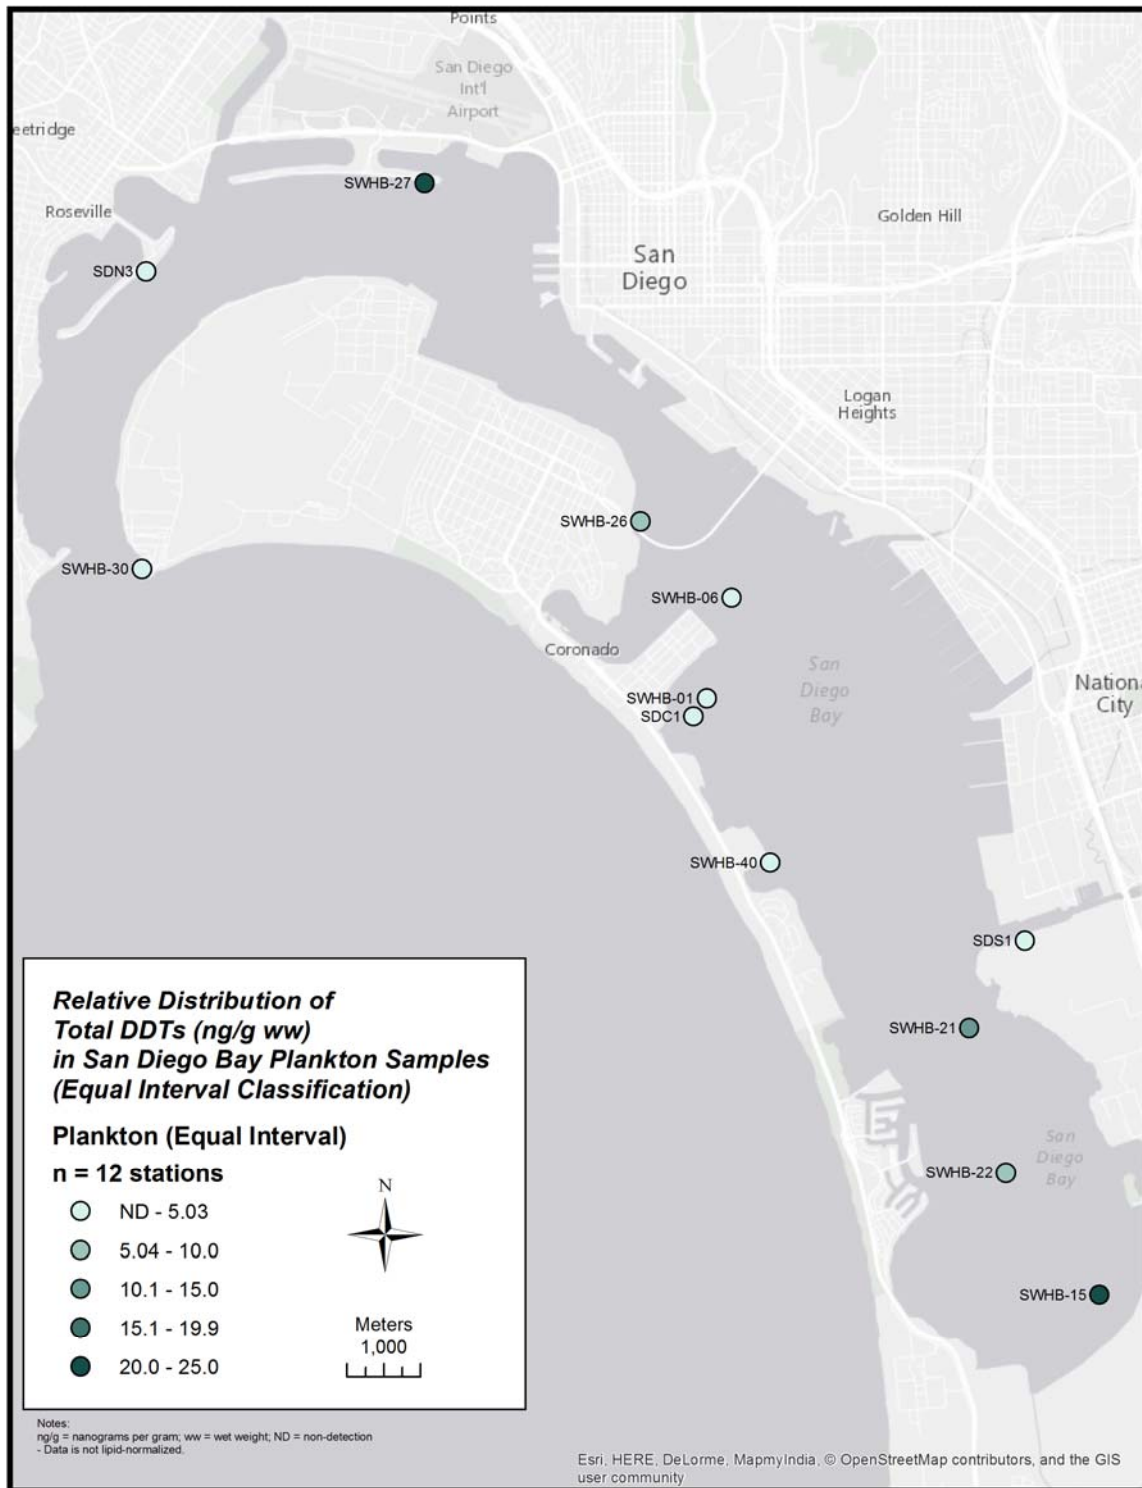 Points
San Diego
Int'l
Airport
eetridge
SWHB-27
Roseville
Golden Hill
SDN3
San
Diego
Logan
Heights
SWHB-26
SWHB-30
SWHB-06
Coronado
San
Diego
Bay
Nationa
City
SWHB-01
SDC1
SWHB-40
SDS1
SWHB-21
San
Diego
Bay
SWHB-22
SWHB-15
Relative Distribution of
Total DDTs (ng/g ww)
in San Diego Bay Plankton Samples
(Equal Interval Classification)
Plankton (Equal Interval)
n = 12 stations
ND - 5.03
5.04 - 10.0
10.1 - 15.0
15.1 - 19.9
20.0 - 25.0
N
Meters
1,000
Notes:
ng/g = nanograms per gram; ww = wet weight; ND = non-detection
- Data is not lipid-normalized.
Esri, HERE, DeLorme, MapmyIndia, © OpenStreetMap contributors, and the GIS
user community